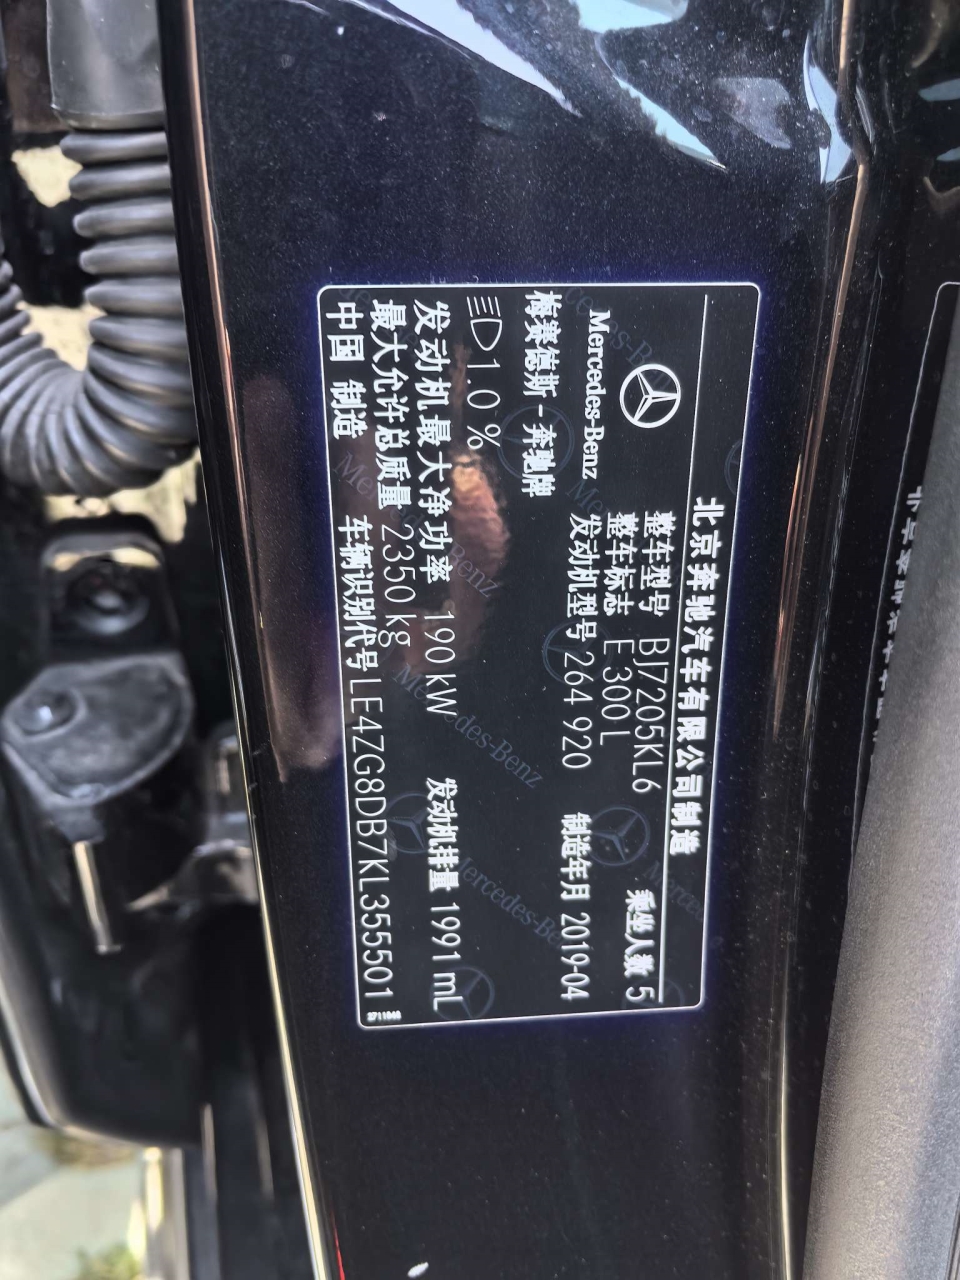 北京奔驰汽车有限公司制造
Mercedes-Benz
整车型号 BJ7205KL6 乘坐人数 5
整车标志 E 300 L
发动机型号 264 920 制造年月 2019-04
梅赛德斯-奔驰牌
1.0 %
发动机最大净功率 190 kW 发动机排量 1991 mL
最大允许总质量 2350 kg
中国 制造 车辆识别代号 LE4ZG8DB7KL355501